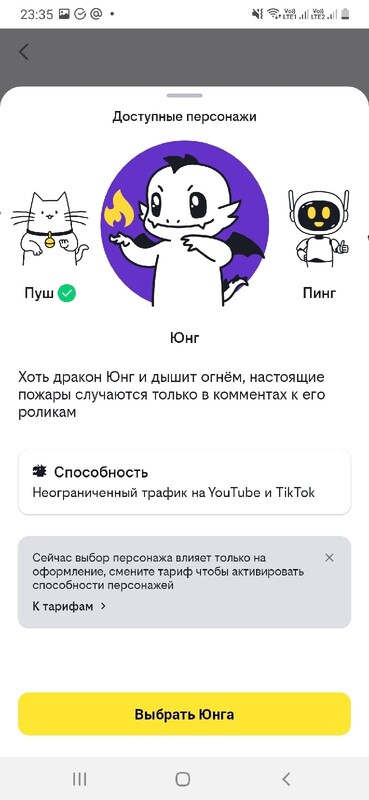 23:35
Vo)) LTE1
Vo)) LTE2
Доступные персонажи
Пуш
Пинг
Юнг
Хоть дракон Юнг и дышит огнём, настоящие
пожары случаются только в комментах к его
роликам
Способность
Неограниченный трафик на YouTube и TikTok
Сейчас выбор персонажа влияет только на
оформление, смените тариф чтобы активировать
способности персонажей
К тарифам
Выбрать Юнга